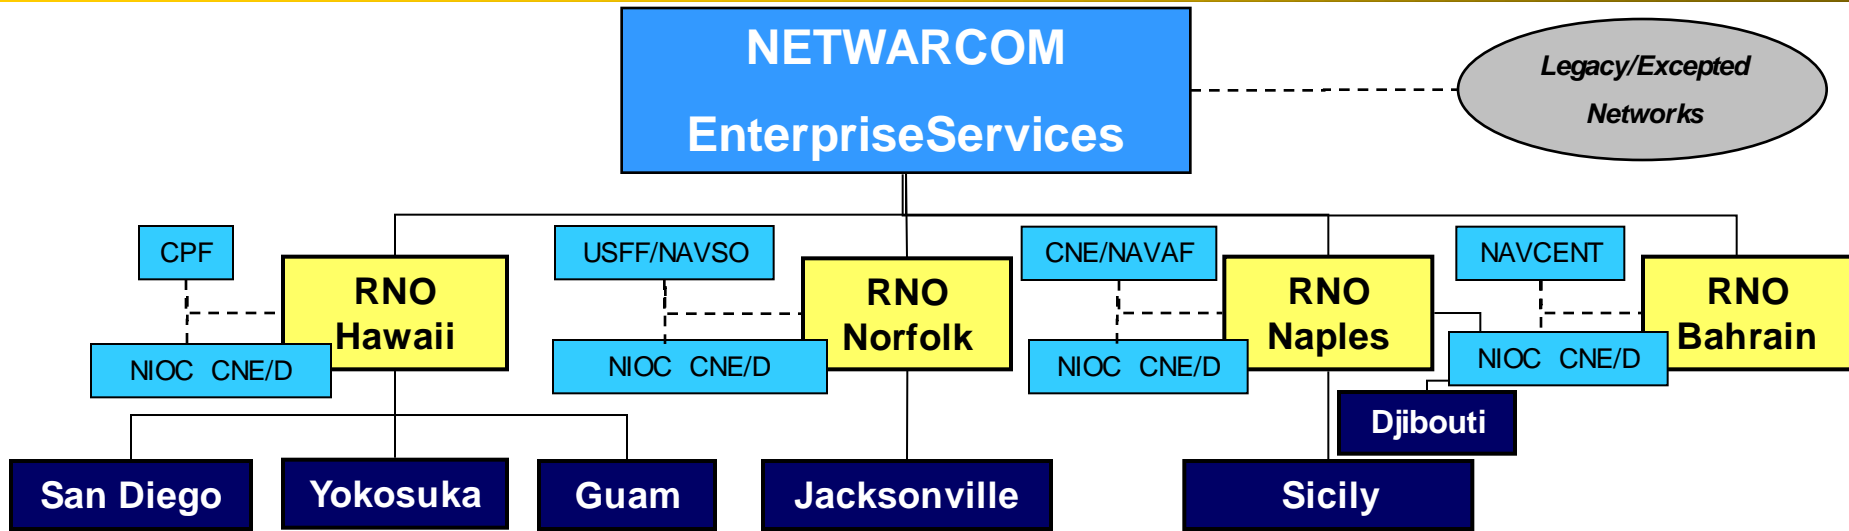 NETWARCOM
EnterpriseServices
Legacy/Excepted
Networks
CPF
RNO
Hawaii
NIOC CNE/D
USFF/NAVSO
RNO
Norfolk
NIOC CNE/D
CNE/NAVAF
RNO
Naples
NIOC CNE/D
NAVCENT
RNO
Bahrain
NIOC CNE/D
Djibouti
San Diego
Yokosuka
Guam
Jacksonville
Sicily